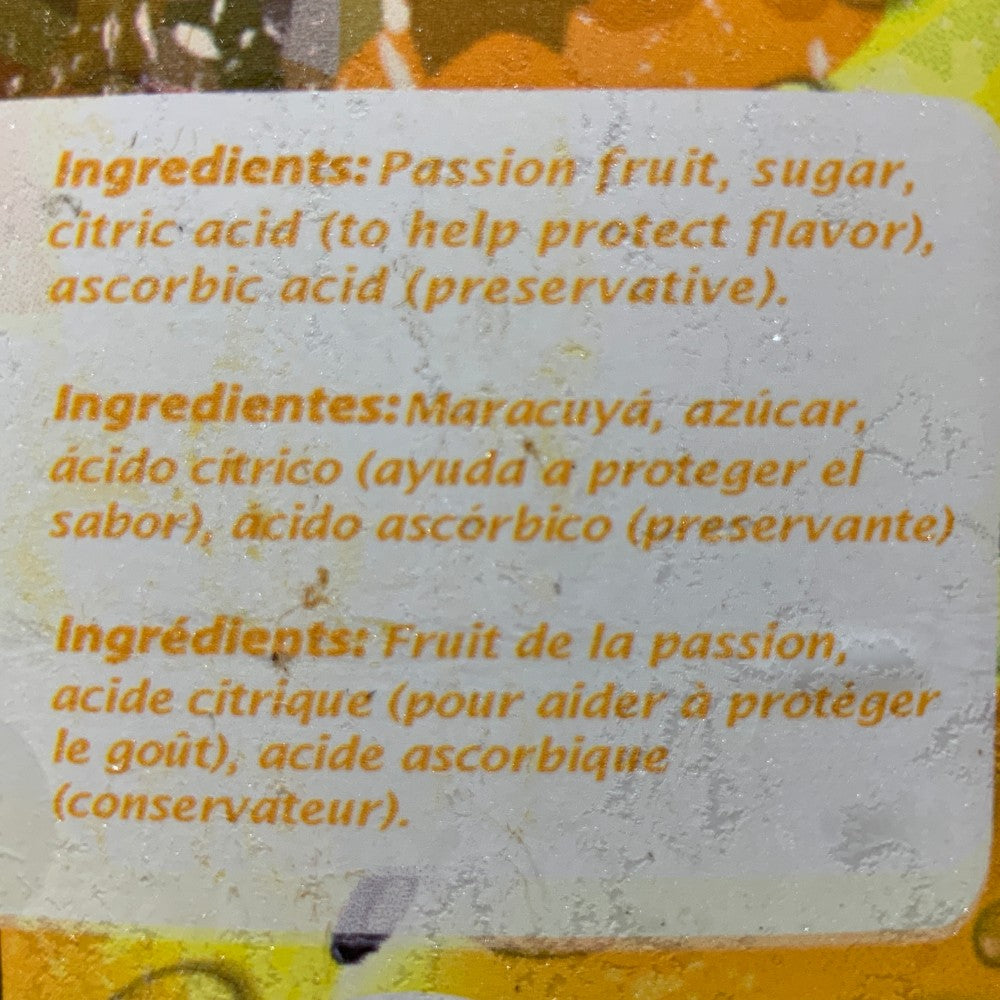 Ingredients: Passion fruit, sugar,
citric acid (to help protect flavor),
ascorbic acid (preservative).
Ingredientes: Maracuyá, azúcar,
ácido cítrico (ayuda a proteger el
sabor), ácido ascórbico (preservante)
Ingrédients: Fruit de la passion,
acide citrique (pour aider à protéger
le goût), acide ascorbique
(conservateur).